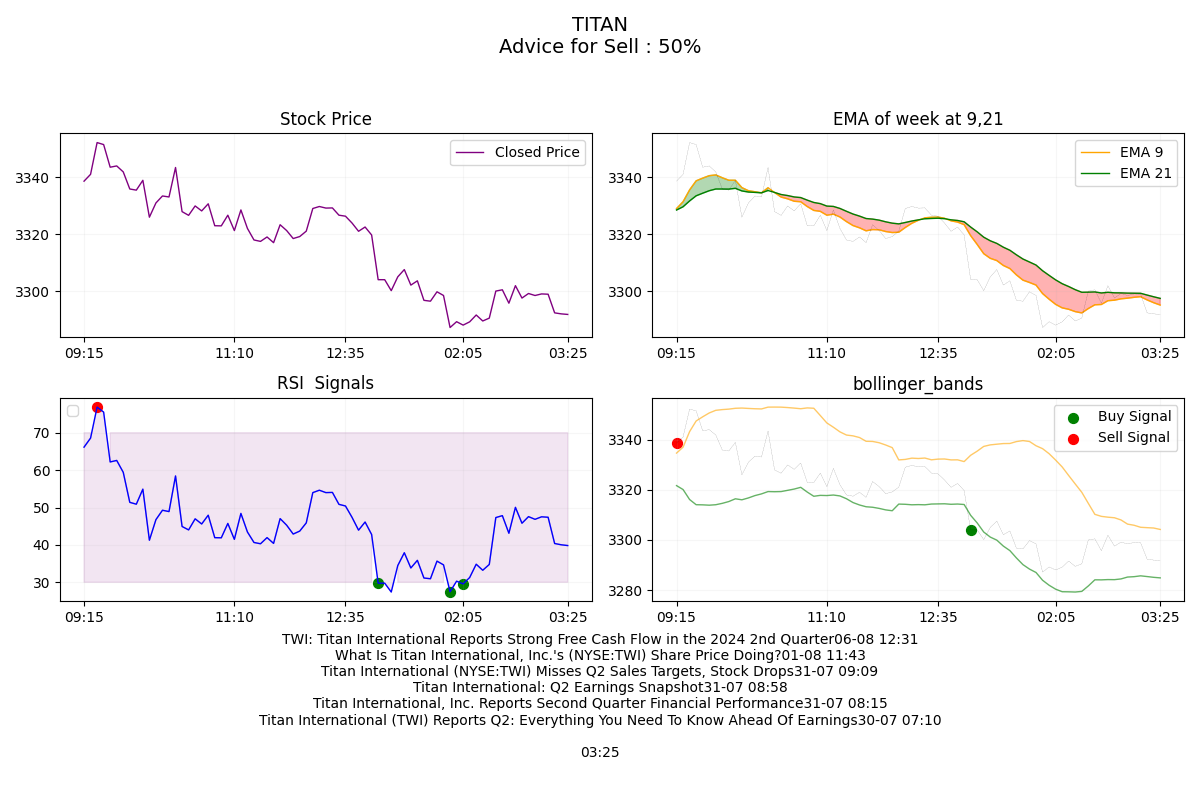 TITAN
Advice for Sell : 50%
Stock Price
Closed Price
3340
3320
3300
09:15 11:10 12:35 02:05 03:25
EMA of week at 9,21
EMA 9
EMA 21
3340
3320
3300
09:15 11:10 12:35 02:05 03:25
RSI  Signals
70
60
50
40
30
09:15 11:10 12:35 02:05 03:25
bollinger_bands
Buy Signal
Sell Signal
3340
3320
3300
3280
09:15 11:10 12:35 02:05 03:25
TWI: Titan International Reports Strong Free Cash Flow in the 2024 2nd Quarter06-08 12:31
What Is Titan International, Inc.'s (NYSE:TWI) Share Price Doing?01-08 11:43
Titan International (NYSE:TWI) Misses Q2 Sales Targets, Stock Drops31-07 09:09
Titan International: Q2 Earnings Snapshot31-07 08:58
Titan International, Inc. Reports Second Quarter Financial Performance31-07 08:15
Titan International (TWI) Reports Q2: Everything You Need To Know Ahead Of Earnings30-07 07:10
03:25